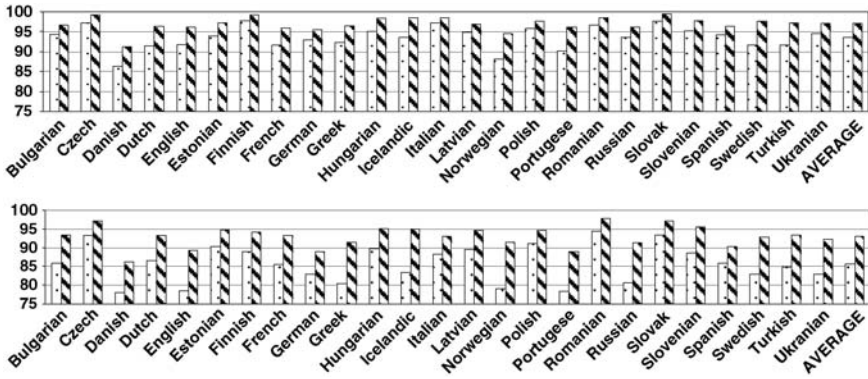 100
95
90
85
80
75
Bulgarian
Czech
Danish
Dutch
English
Estonian
Finnish
French
German
Greek
Hungarian
Icelandic
Italian
Latvian
Norwegian
Polish
Portugese
Romanian
Russian
Slovak
Slovenian
Spanish
Swedish
Turkish
Ukranian
AVERAGE
100
95
90
85
80
75
Bulgarian
Czech
Danish
Dutch
English
Estonian
Finnish
French
German
Greek
Hungarian
Icelandic
Italian
Latvian
Norwegian
Polish
Portugese
Romanian
Russian
Slovak
Slovenian
Spanish
Swedish
Turkish
Ukranian
AVERAGE